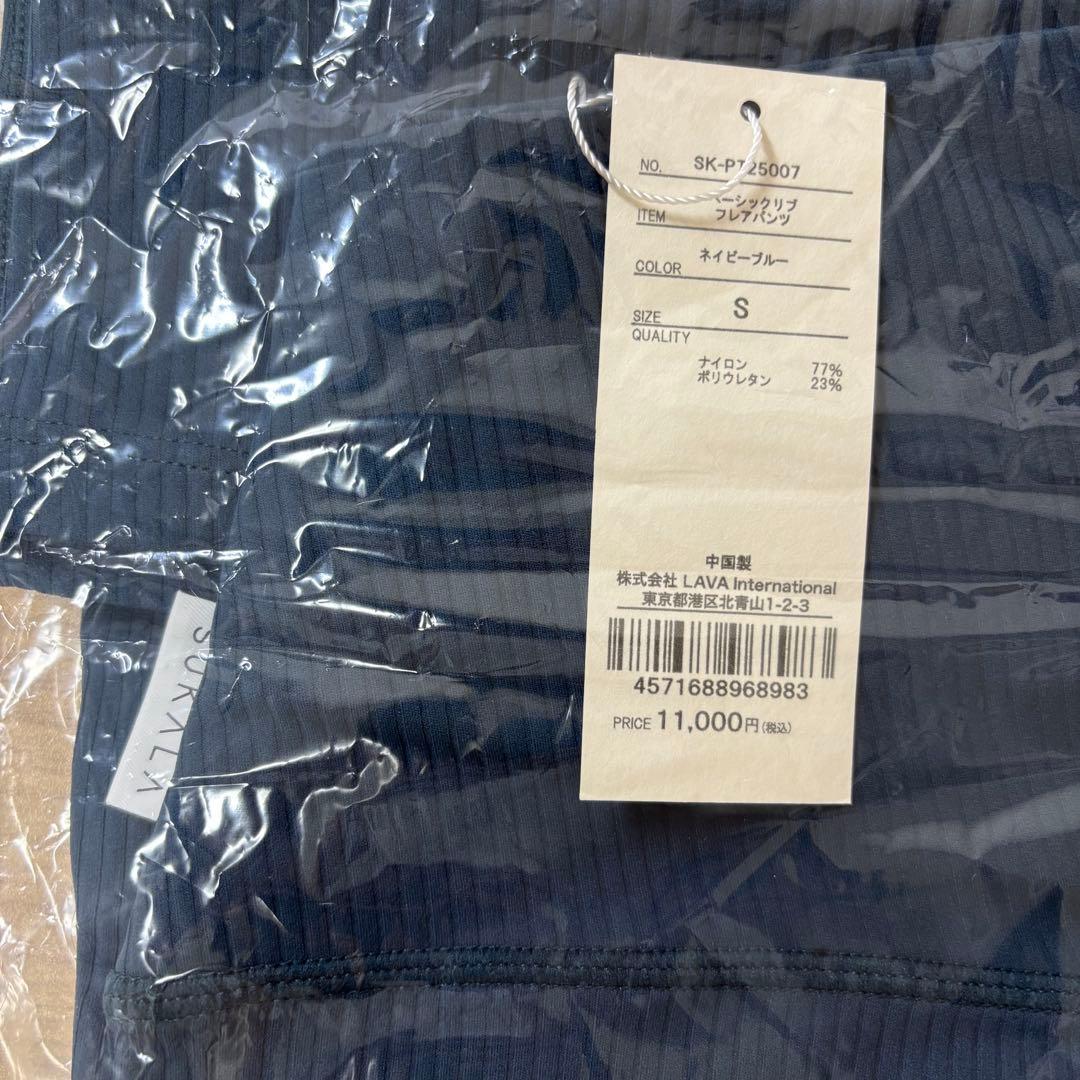 NO. SK-PT25007
ベーシックリブ
ITEM フレアパンツ
COLOR ネイビーブルー
SIZE S
QUALITY
ナイロン 77%
ポリウレタン 23%
中国製
株式会社 LAVA International
東京都港区北青山1-2-3
4571688968983
PRICE 11,000円(税込)
SUKALA